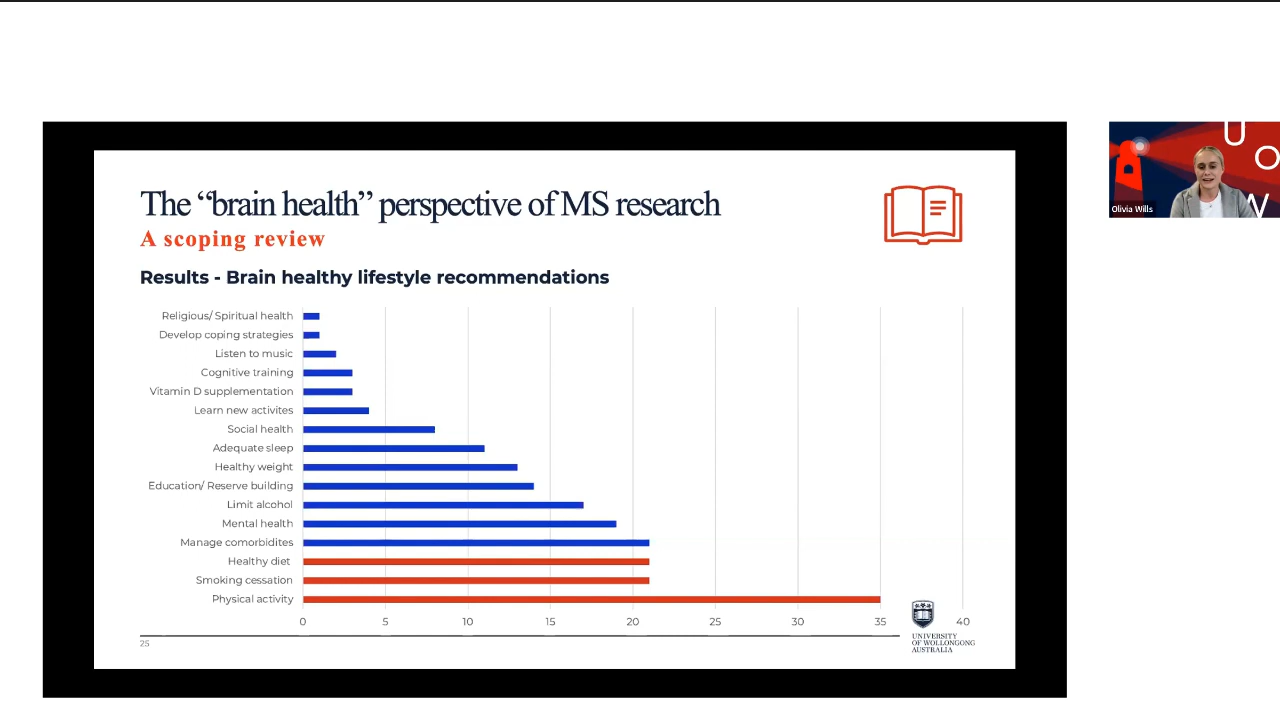 The “brain health” perspective of MS research
A scoping review
Results - Brain healthy lifestyle recommendations
Religious/ Spiritual health
Develop coping strategies
Listen to music
Cognitive training
Vitamin D supplementation
Learn new activites
Social health
Adequate sleep
Healthy weight
Education/ Reserve building
Limit alcohol
Mental health
Manage comorbidites
Healthy diet
Smoking cessation
Physical activity
0 5 10 15 20 25 30 35 40
25
UNIVERSITY
OF WOLLONGONG
AUSTRALIA
U
O
W
Olivia Wills